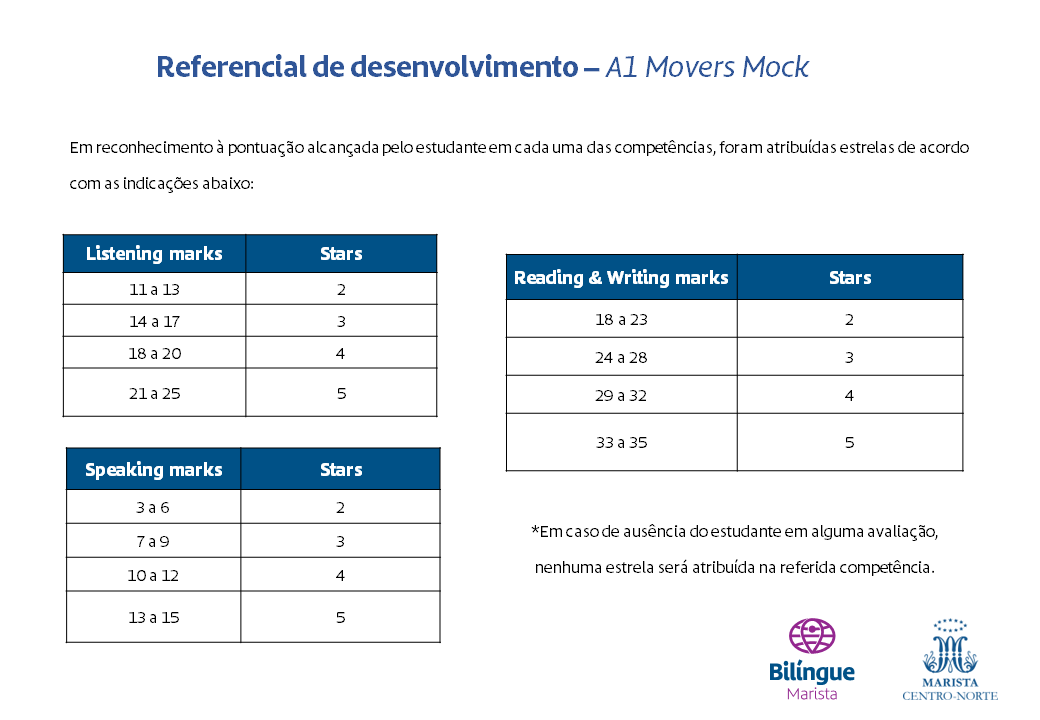 Referencial de desenvolvimento – A1 Movers Mock
Em reconhecimento à pontuação alcançada pelo estudante em cada uma das competências, foram atribuídas estrelas de acordo
com as indicações abaixo:
Listening marks Stars
11 a 13 2
14 a 17 3
18 a 20 4
21 a 25 5
Speaking marks Stars
3 a 6 2
7 a 9 3
10 a 12 4
13 a 15 5
Reading & Writing marks Stars
18 a 23 2
24 a 28 3
29 a 32 4
33 a 35 5
*Em caso de ausência do estudante em alguma avaliação,
nenhuma estrela será atribuída na referida competência.
Bilíngue
Marista
MARISTA
CENTRO-NORTE